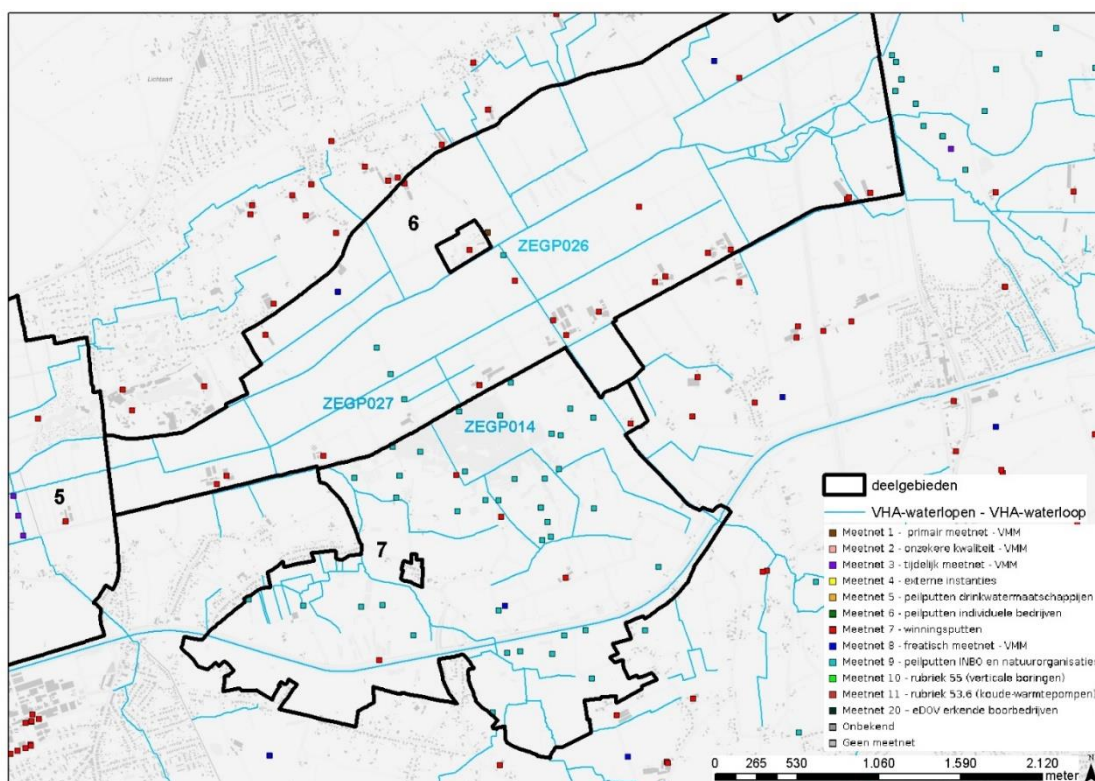 Lichtaart
6
ZEGP026
ZEGP027
ZEGP014
5
7
deelgebieden
VHA-waterlopen - VHA-waterloop
Meetnet 1 - primair meetnet - VMM
Meetnet 2 - onzekere kwaliteit - VMM
Meetnet 3 - tijdelijk meetnet - VMM
Meetnet 4 - externe instanties
Meetnet 5 - peilputten drinkwatermaatschappijen
Meetnet 6 - peilputten individuele bedrijven
Meetnet 7 - winningsputten
Meetnet 8 - freatisch meetnet - VMM
Meetnet 9 - peilputten INBO en natuurorganisaties
Meetnet 10 - rubriek 55 (verticale boringen)
Meetnet 11 - rubriek 53.6 (koude-warmtepompen)
Meetnet 20 - eDOV erkende boorbedrijven
Onbekend
Geen meetnet
0 265 530 1.060 1.590 2.120
meter